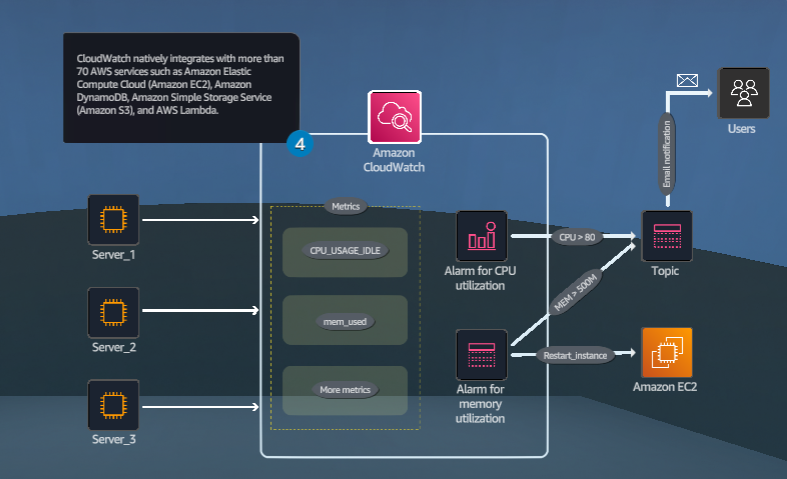 CloudWatch natively integrates with more than
70 AWS services such as Amazon Elastic
Compute Cloud (Amazon EC2), Amazon
DynamoDB, Amazon Simple Storage Service
(Amazon S3), and AWS Lambda.
4
Amazon
CloudWatch
Users
Email notification
Metrics
Server_1
CPU_USAGE_IDLE
Alarm for CPU
utilization
CPU > 80
Topic
MEM > 500M
Server_2
mem_used
Restart_instance
Amazon EC2
Alarm for
memory
utilization
More metrics
Server_3